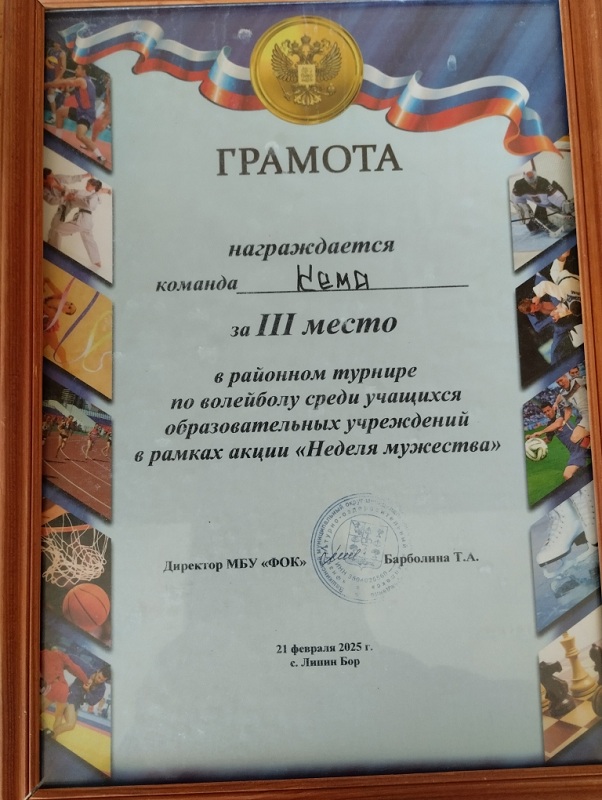 ГРАМОТА
награждается
команда Кема
за III место
в районном турнире
по волейболу среди учащихся
образовательных учреждений
в рамках акции «Неделя мужества»
Директор МБУ «ФОК» Барболина Т.А.
21 февраля 2025 г.
с. Липин Бор